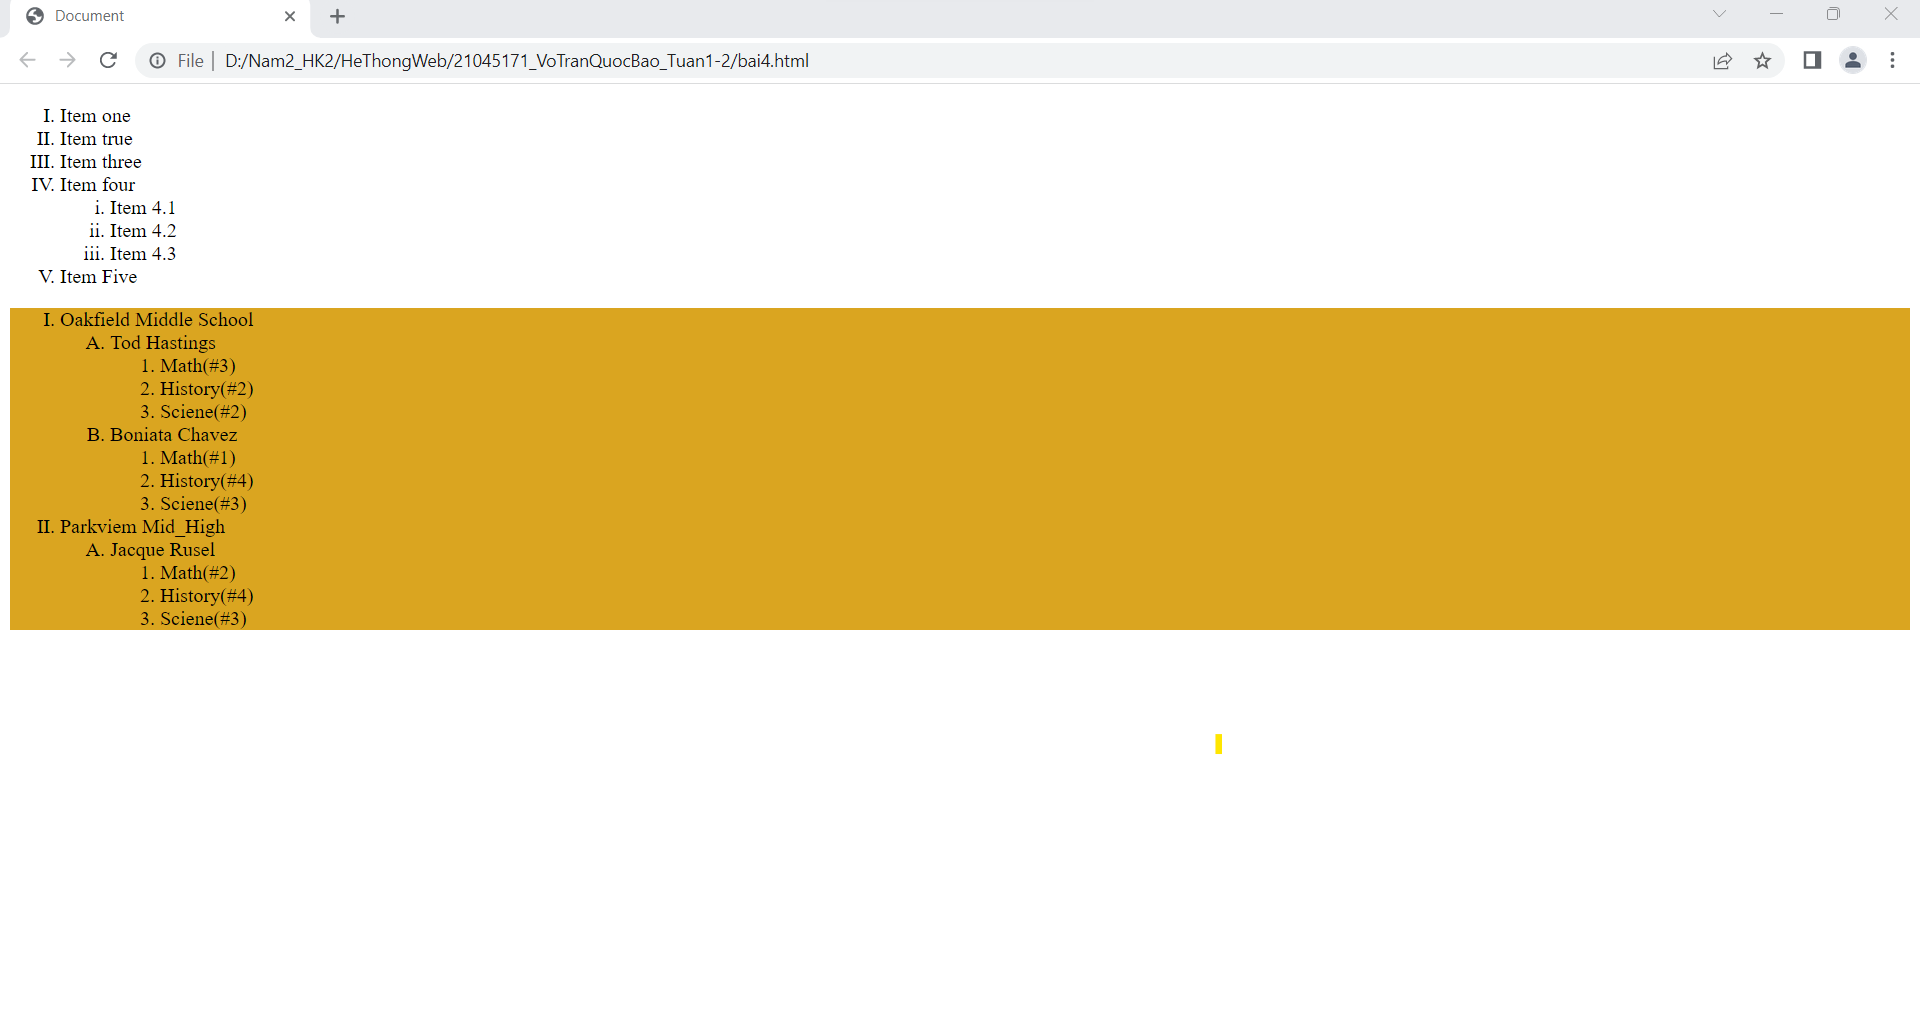 Document
File | D:/Nam2_HK2/HeThongWeb/21045171_VoTranQuocBao_Tuan1-2/bai4.html
I. Item one
II. Item true
III. Item three
IV. Item four
i. Item 4.1
ii. Item 4.2
iii. Item 4.3
V. Item Five
I. Oakfield Middle School
A. Tod Hastings
1. Math(#3)
2. History(#2)
3. Sciene(#2)
B. Boniata Chavez
1. Math(#1)
2. History(#4)
3. Sciene(#3)
II. Parkviem Mid_High
A. Jacque Rusel
1. Math(#2)
2. History(#4)
3. Sciene(#3)